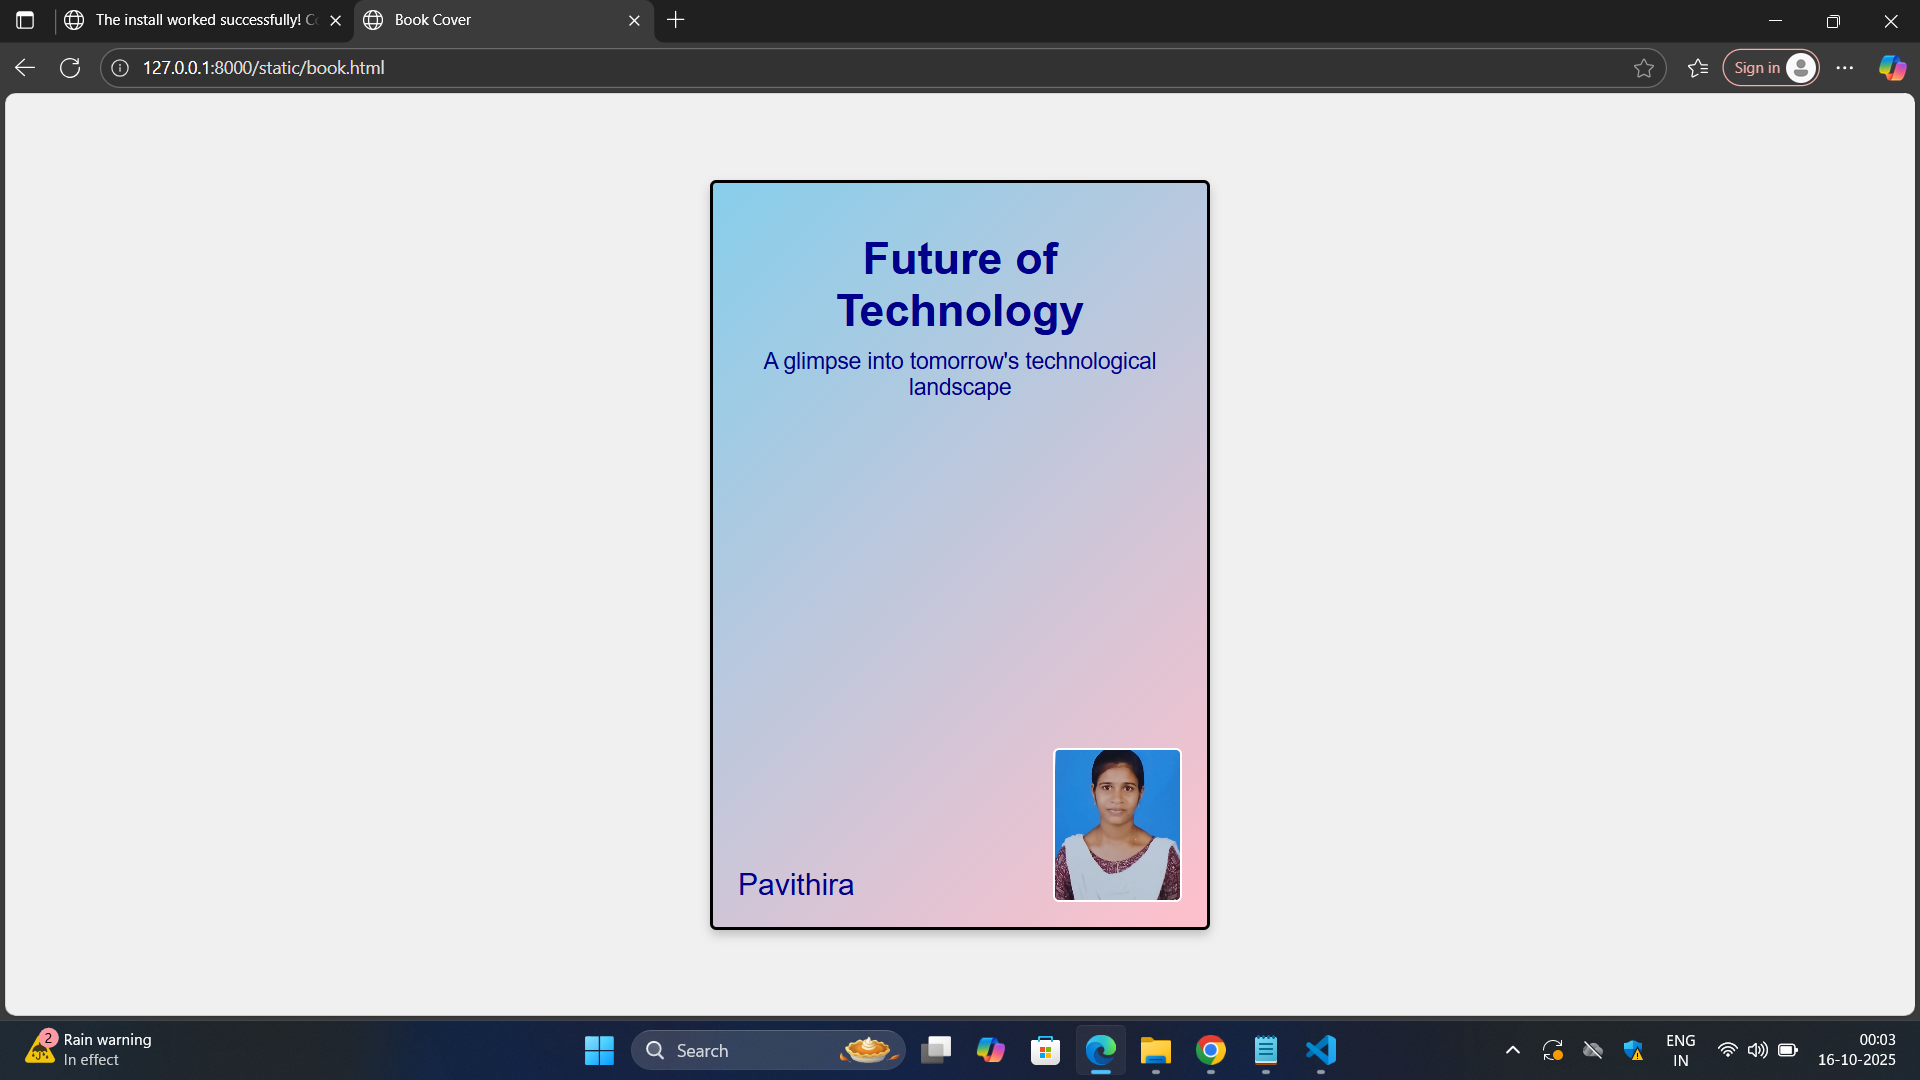 The install worked successfully!
Book Cover
127.0.0.1:8000/static/book.html
Sign in
Future of
Technology
A glimpse into tomorrow's technological
landscape
Pavithira
2
Rain warning
In effect
Search
ENG
IN
00:03
16-10-2025